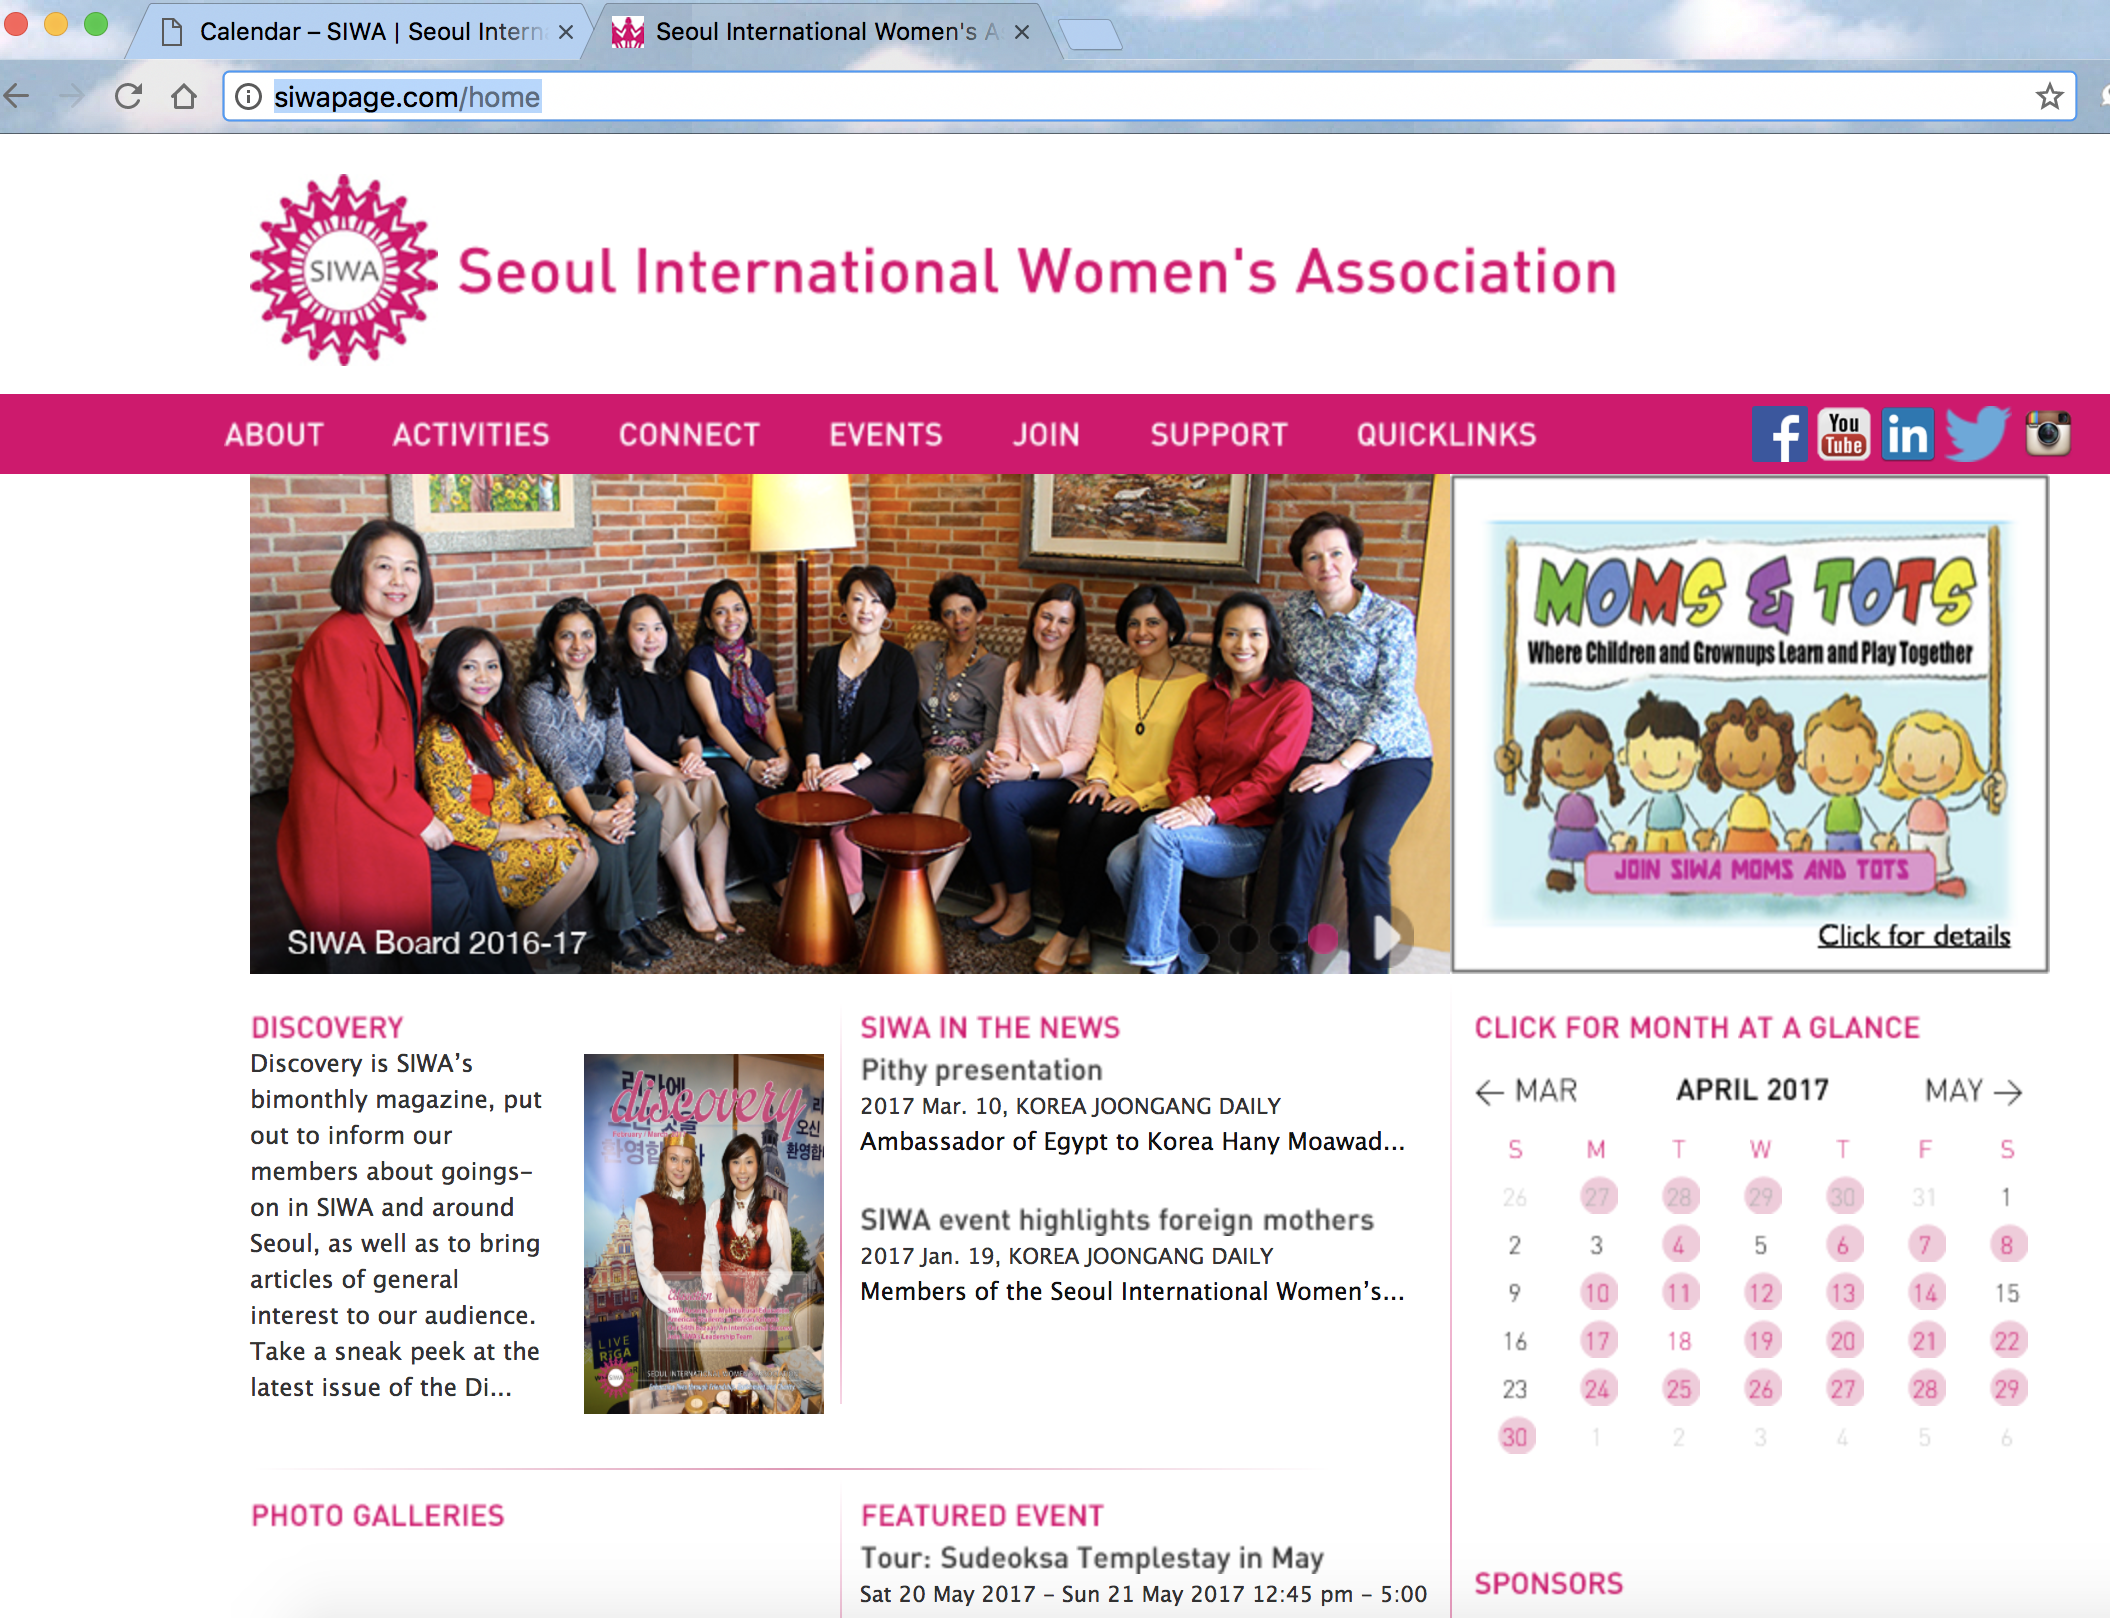 Calendar – SIWA | Seoul Intern
Seoul International Women's A
siwapage.com/home
SIWA
Seoul International Women's Association
ABOUT ACTIVITIES CONNECT EVENTS JOIN SUPPORT QUICKLINKS
f You Tube in
MOMS & TOTS
Where Children and Grownups Learn and Play Together
JOIN SIWA MOMS AND TOTS
Click for details
SIWA Board 2016-17
DISCOVERY
Discovery is SIWA's
bimonthly magazine, put
out to inform our
members about goings-
on in SIWA and around
Seoul, as well as to bring
articles of general
interest to our audience.
Take a sneak peek at the
latest issue of the Di...
discovery
오신
환영합
LIVE
RīGA
SIWA
SIWA IN THE NEWS
Pithy presentation
2017 Mar. 10, KOREA JOONGANG DAILY
Ambassador of Egypt to Korea Hany Moawad...
SIWA event highlights foreign mothers
2017 Jan. 19, KOREA JOONGANG DAILY
Members of the Seoul International Women's...
CLICK FOR MONTH AT A GLANCE
← MAR APRIL 2017 MAY →
S M T W T F S
26 27 28 29 30 31 1
2 3 4 5 6 7 8
9 10 11 12 13 14 15
16 17 18 19 20 21 22
23 24 25 26 27 28 29
30 1 2 3 4 5 6
PHOTO GALLERIES
FEATURED EVENT
Tour: Sudeoksa Templestay in May
Sat 20 May 2017 - Sun 21 May 2017 12:45 pm - 5:00
SPONSORS